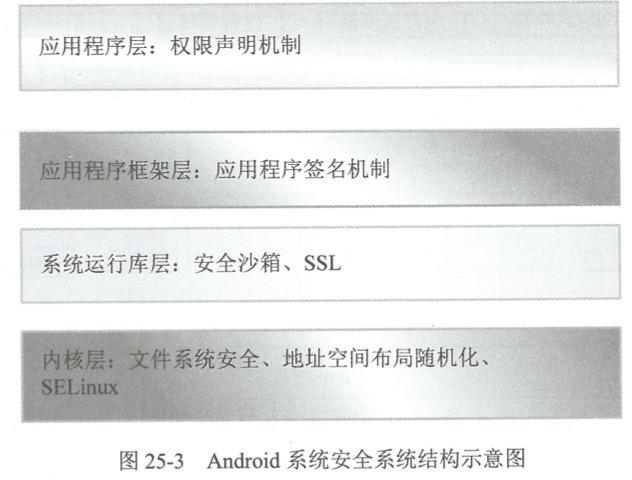 应用程序层：权限声明机制
应用程序框架层：应用程序签名机制
系统运行库层：安全沙箱、SSL
内核层：文件系统安全、地址空间布局随机化、
SELinux
图 25-3 Android 系统安全系统结构示意图